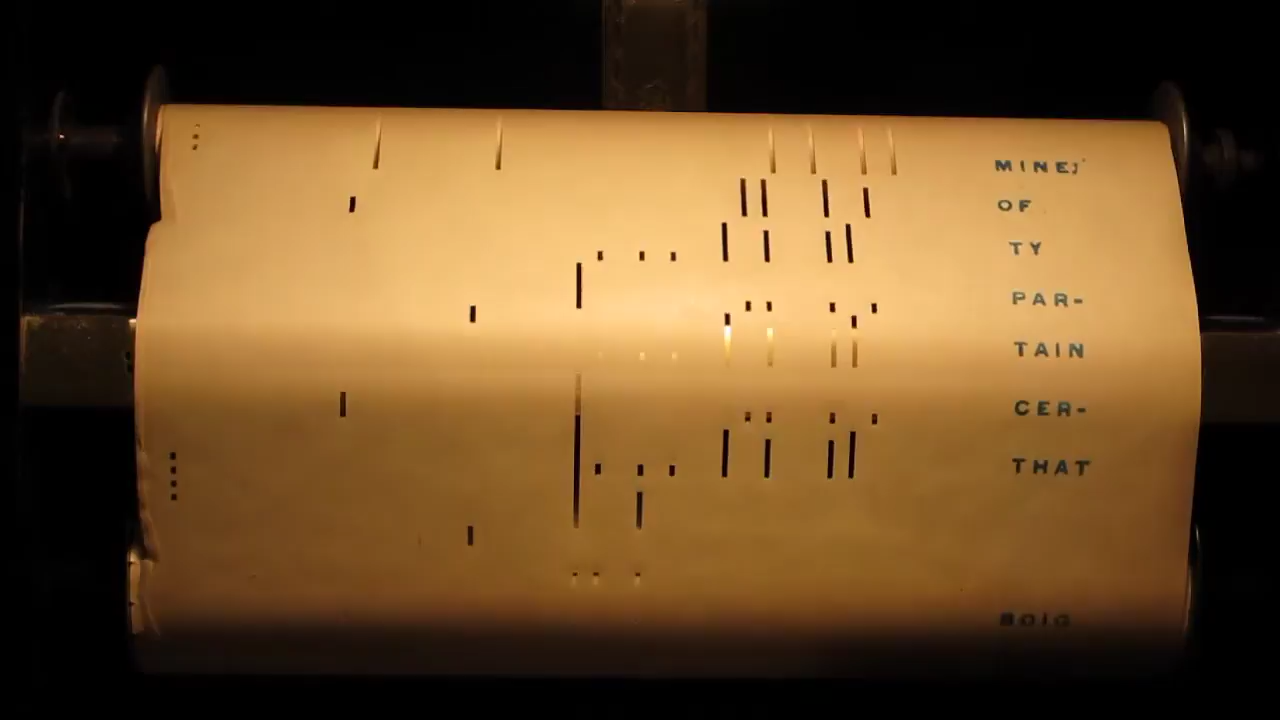 MINE;
OF
TY
PAR-
TAIN
CER-
THAT